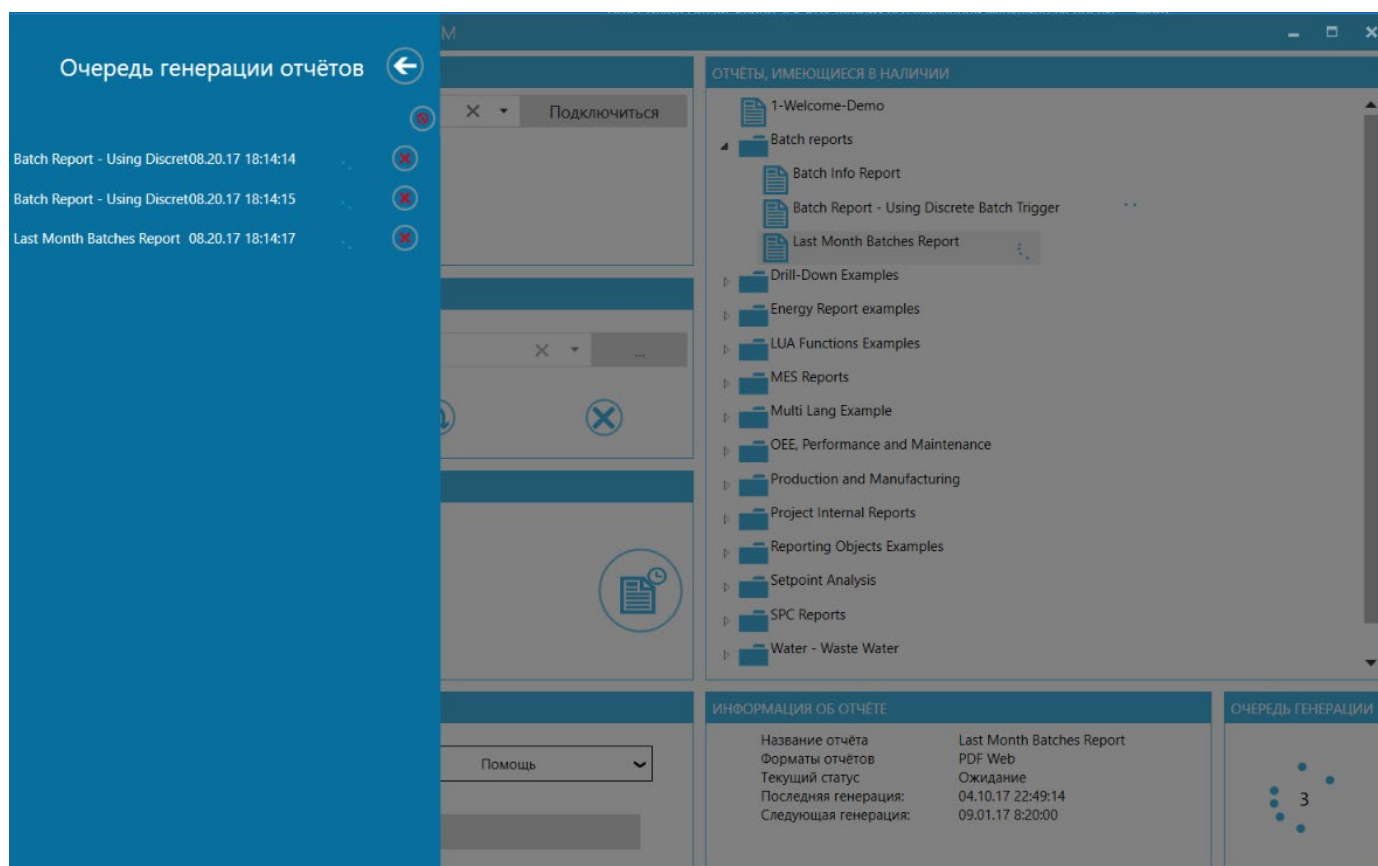 Очередь генерации отчётов
Batch Report - Using Discret08.20.17 18:14:14
Batch Report - Using Discret08.20.17 18:14:15
Last Month Batches Report 08.20.17 18:14:17
М
Подключиться
...
Помощь
ОТЧЁТЫ, ИМЕЮЩИЕСЯ В НАЛИЧИИ
1-Welcome-Demo
Batch reports
Batch Info Report
Batch Report - Using Discrete Batch Trigger
Last Month Batches Report
Drill-Down Examples
Energy Report examples
LUA Functions Examples
MES Reports
Multi Lang Example
OEE, Performance and Maintenance
Production and Manufacturing
Project Internal Reports
Reporting Objects Examples
Setpoint Analysis
SPC Reports
Water - Waste Water
ИНФОРМАЦИЯ ОБ ОТЧЁТЕ
Название отчёта Last Month Batches Report
Форматы отчётов PDF Web
Текущий статус Ожидание
Последняя генерация: 04.10.17 22:49:14
Следующая генерация: 09.01.17 8:20:00
ОЧЕРЕДЬ ГЕНЕРАЦИИ
3